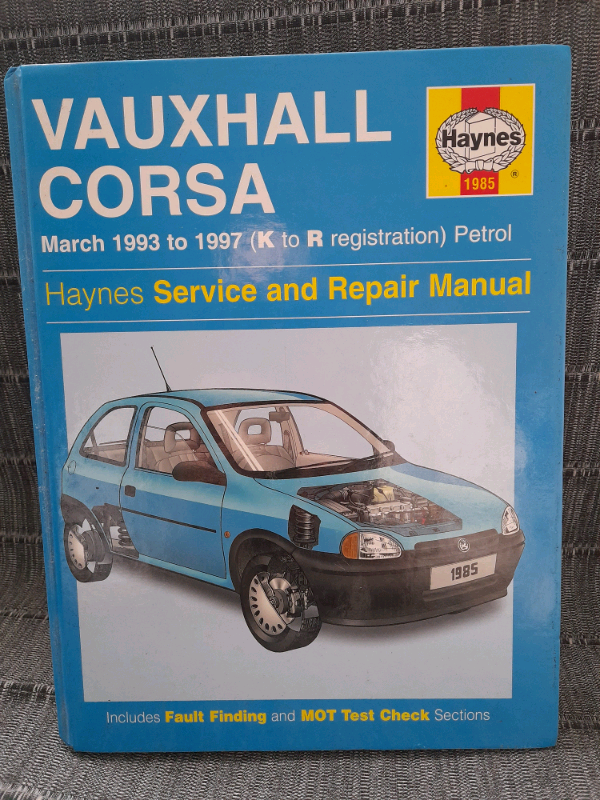 VAUXHALL
CORSA
Haynes
®
1985
March 1993 to 1997 (K to R registration) Petrol
Haynes Service and Repair Manual
1985
Includes Fault Finding and MOT Test Check Sections